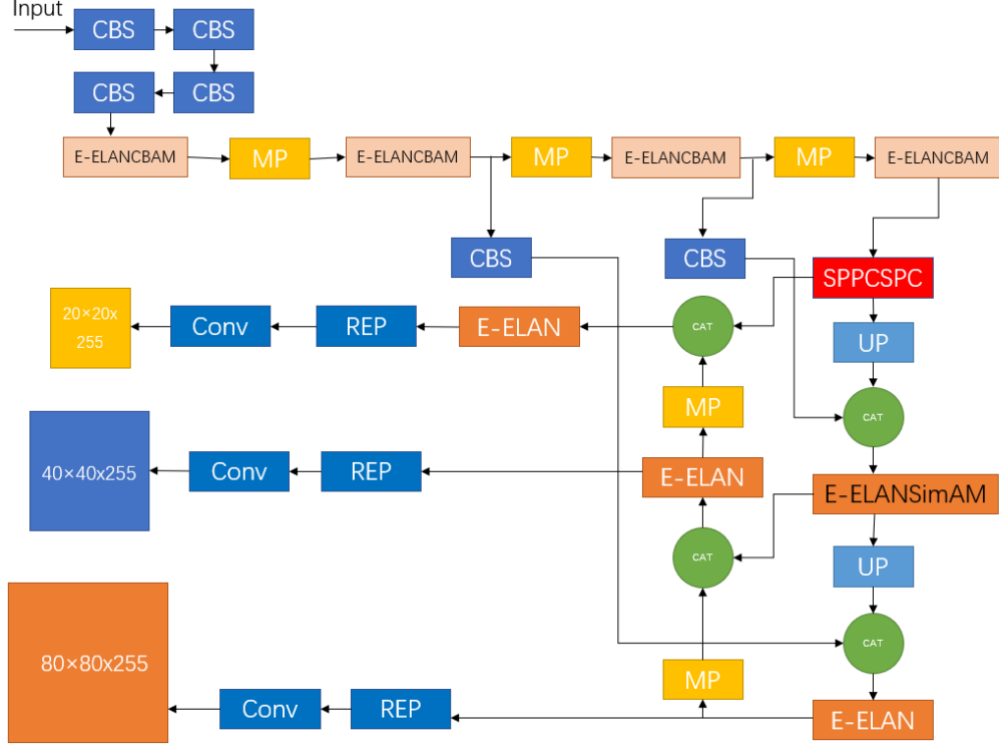 Input
CBS
CBS
CBS
CBS
E-ELANCBAM
MP
E-ELANCBAM
MP
E-ELANCBAM
MP
E-ELANCBAM
CBS
CBS
SPPCSPC
20×20x
255
Conv
REP
E-ELAN
CAT
UP
MP
CAT
40×40x255
Conv
REP
E-ELAN
E-ELANSimAM
CAT
UP
CAT
80×80x255
MP
Conv
REP
E-ELAN